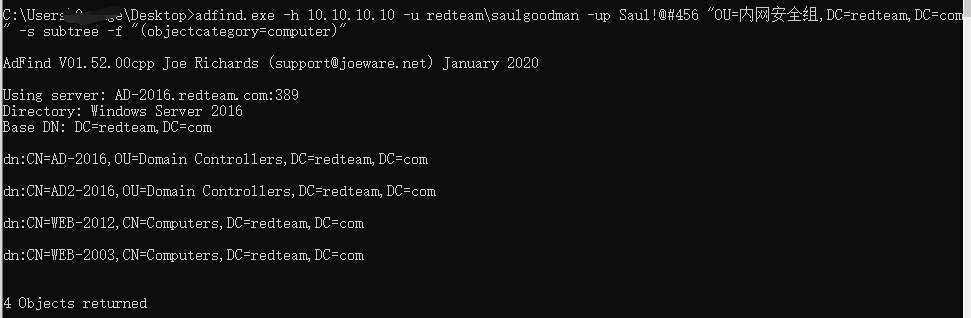 C:\Users\ \Desktop>adfind.exe -h 10.10.10.10 -u redteam\saulgoodman -up Saul!@#456 "OU=内网安全组,DC=redteam,DC=com
" -s subtree -f "(objectcategory=computer)"
AdFind V01.52.00cpp Joe Richards (support@joeware.net) January 2020
Using server: AD-2016.redteam.com:389
Directory: Windows Server 2016
Base DN: DC=redteam,DC=com
dn:CN=AD-2016,OU=Domain Controllers,DC=redteam,DC=com
dn:CN=AD2-2016,OU=Domain Controllers,DC=redteam,DC=com
dn:CN=WEB-2012,CN=Computers,DC=redteam,DC=com
dn:CN=WEB-2003,CN=Computers,DC=redteam,DC=com
4 Objects returned